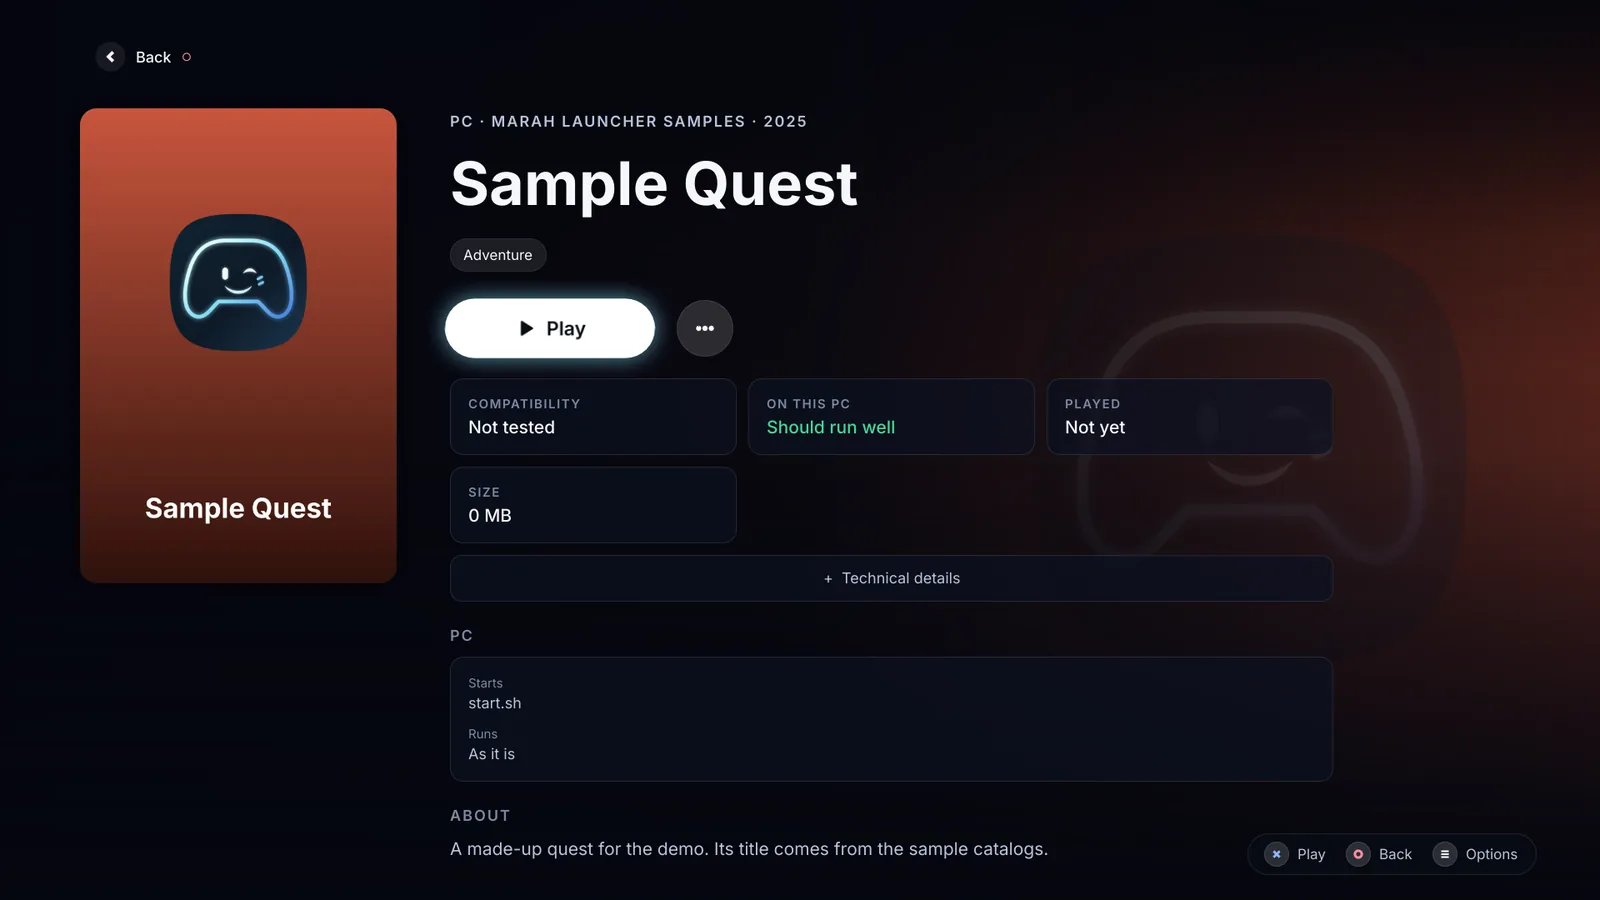 Back
PC · MARAH LAUNCHER SAMPLES · 2025
Sample Quest
Adventure
Play
Sample Quest
COMPATIBILITY
Not tested
ON THIS PC
Should run well
PLAYED
Not yet
SIZE
0 MB
+ Technical details
PC
Starts
start.sh
Runs
As it is
ABOUT
A made-up quest for the demo. Its title comes from the sample catalogs.
Play Back Options